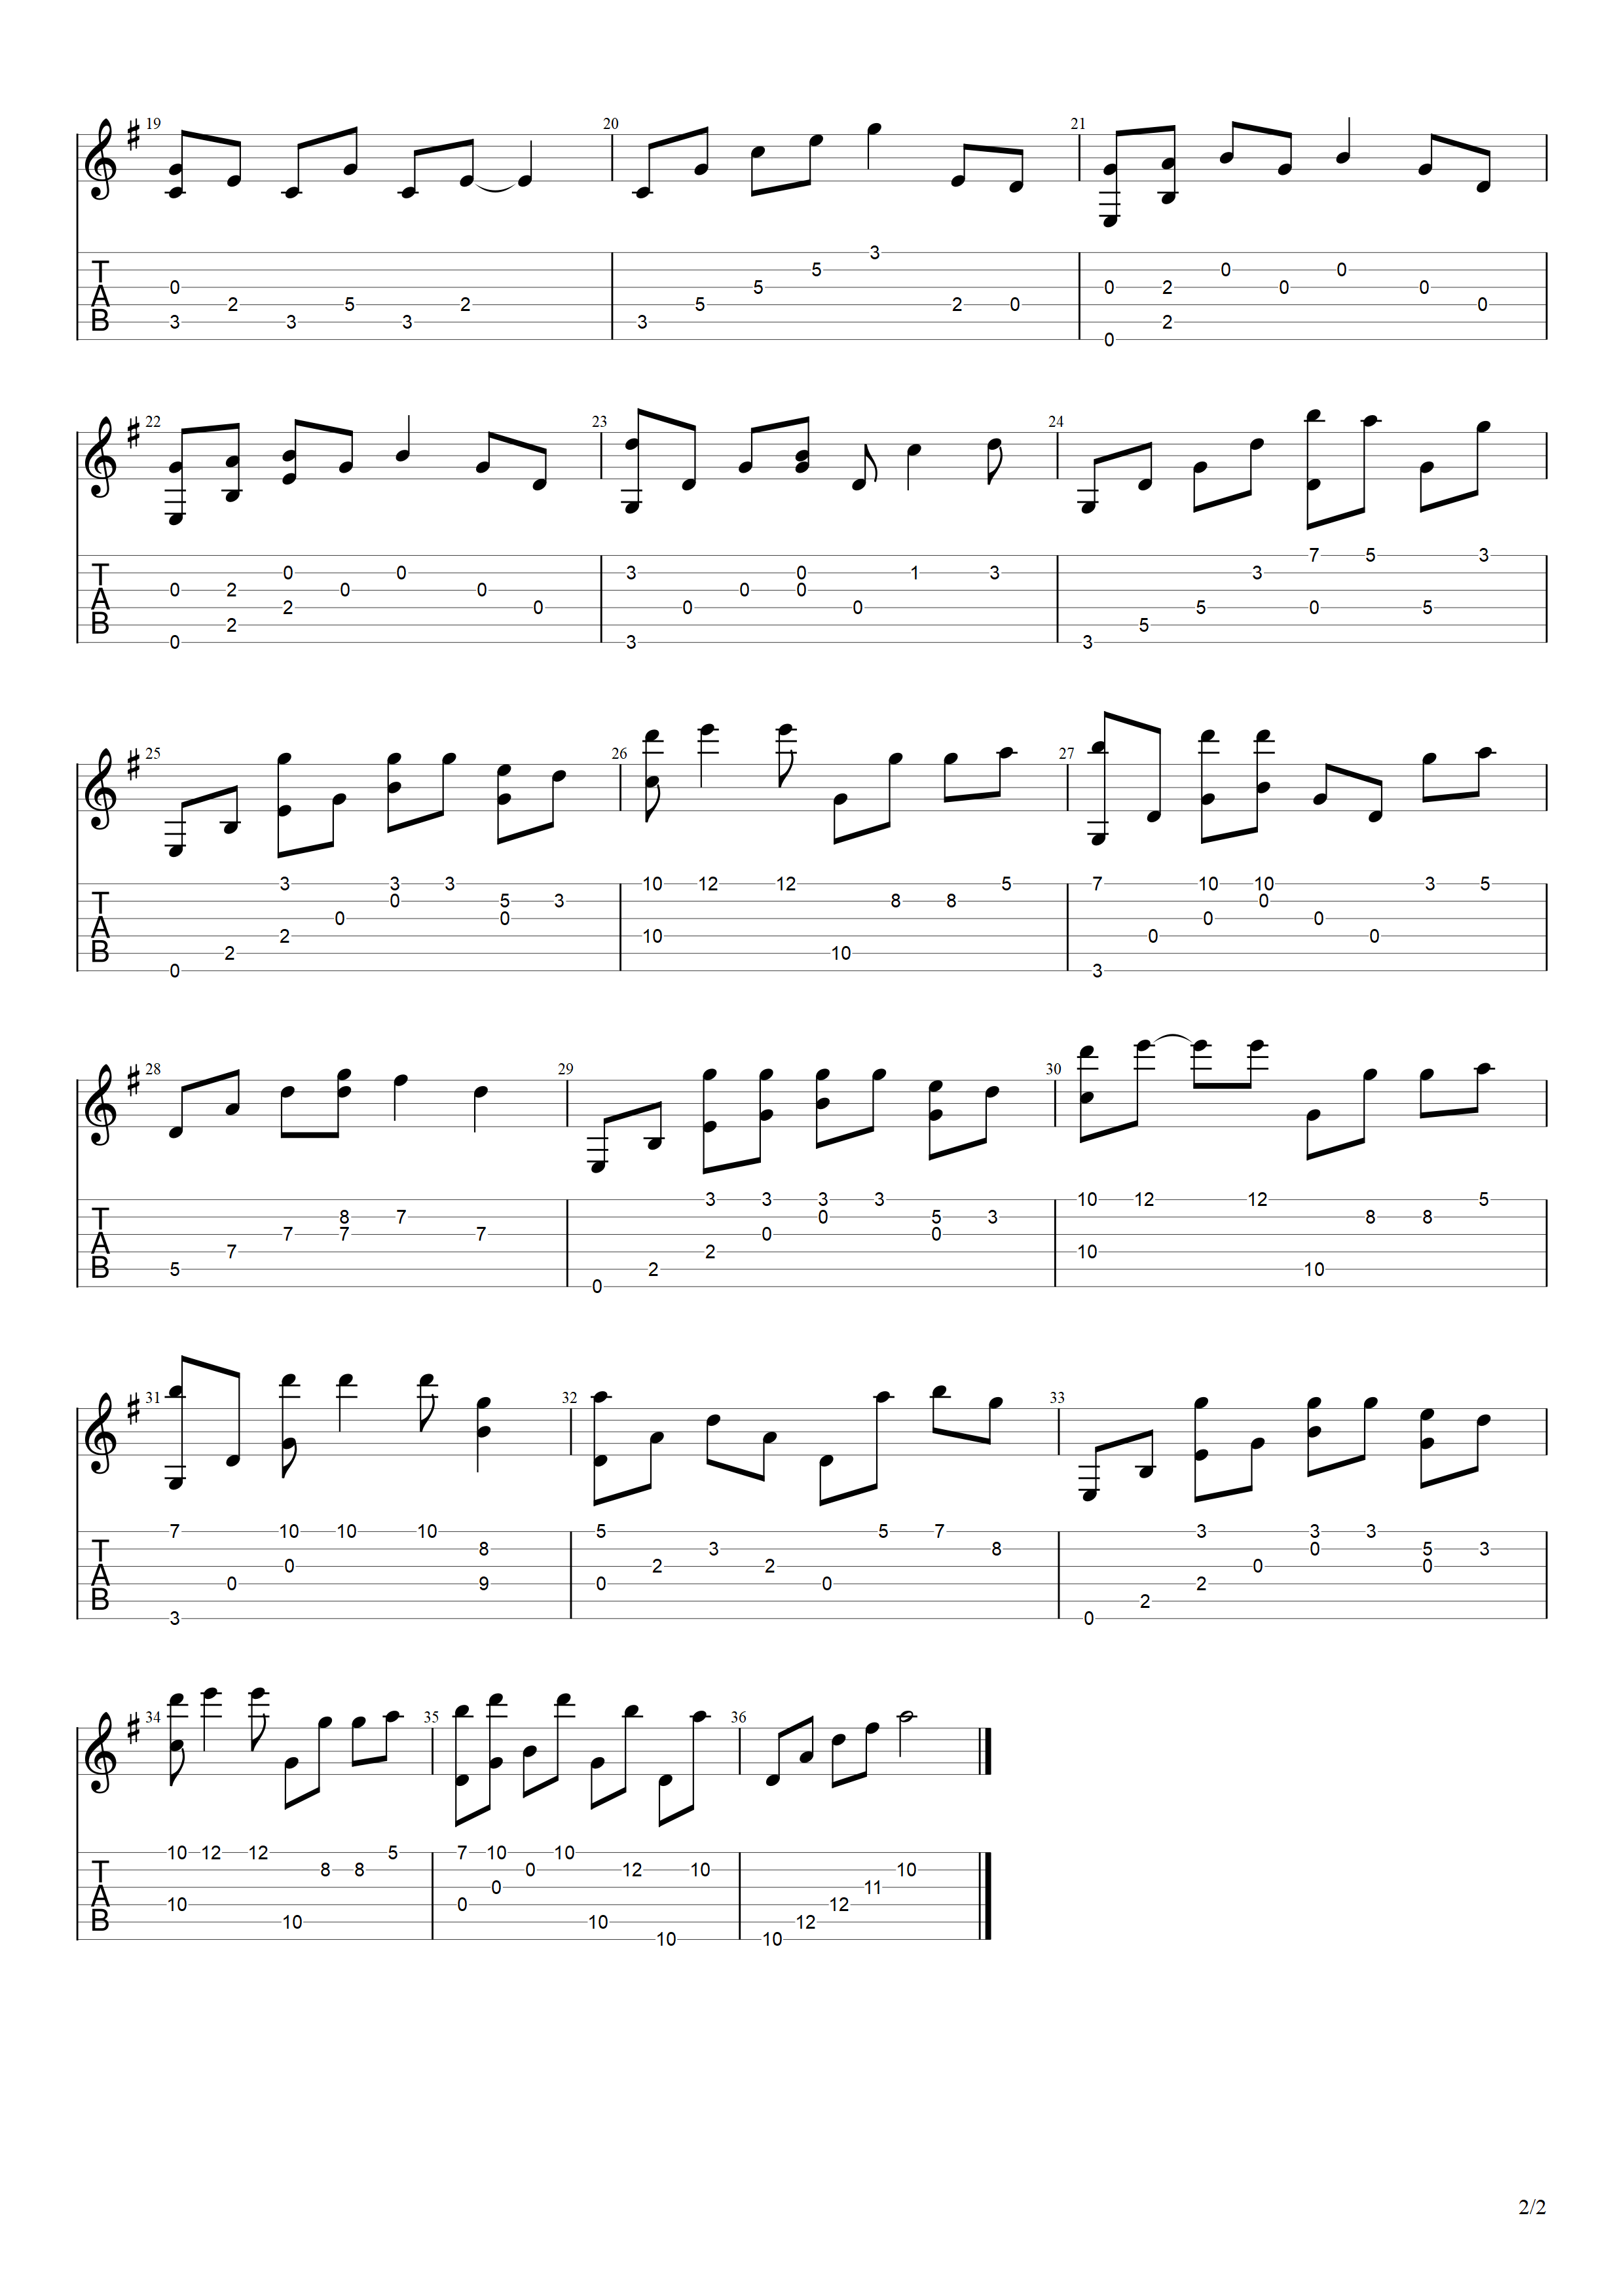 19 20 21
3
5
0 5 0 2 0 0 0
T A B 2 5 2 5 2 0 0
3 3 3 3 2
0
22 23 24
7 5 3
0 0 3 0 1 3 3
0 2 0 0 0 0
T A B 2 0 0 0 5 0 5
2 5
0 3 3
25 26 27
3 3 3 10 12 12 5 7 10 10 3 5
0 5 3 8 8 0
0 0 0 0
T A B 2 10 0 0
2 10
0 3
28 29 30
3 3 3 3 10 12 12 5
8 7 0 5 3 8 8
7 7 7 0 0
T A B 7 2 10
5 2 10
0
31 32 33
7 10 10 10 5 5 7 3 3 3
8 3 8 0 5 3
0 2 2 0 0
T A B 0 9 0 0 2
2
3 0
34 35 36
10 12 12 5 7 10 10
8 8 0 12 10 10
0 11
T A B 10 0 12
10 10 12
10 10
2/2